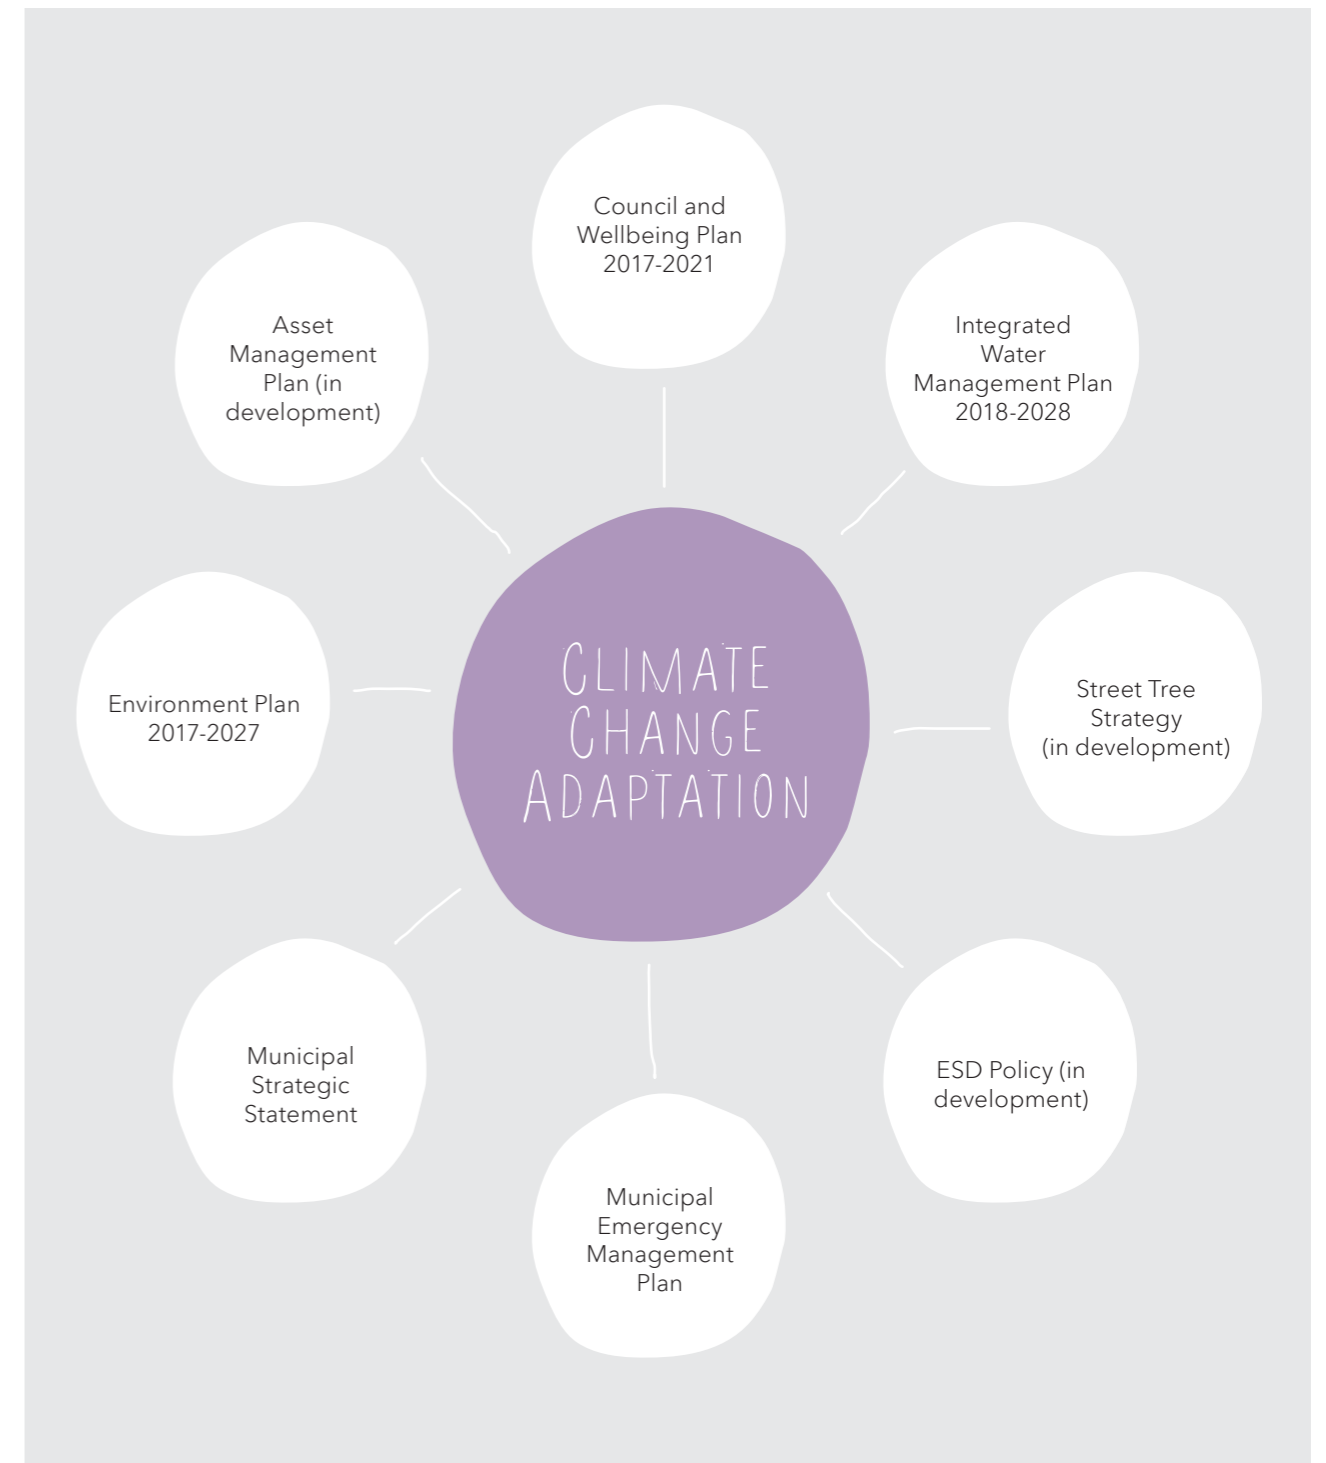 Council and
Wellbeing Plan
2017-2021
Integrated
Water
Management Plan
2018-2028
Street Tree
Strategy
(in development)
ESD Policy (in
development)
Municipal
Emergency
Management
Plan
Municipal
Strategic
Statement
Environment Plan
2017-2027
Asset
Management
Plan (in
development)
CLIMATE
CHANGE
ADAPTATION